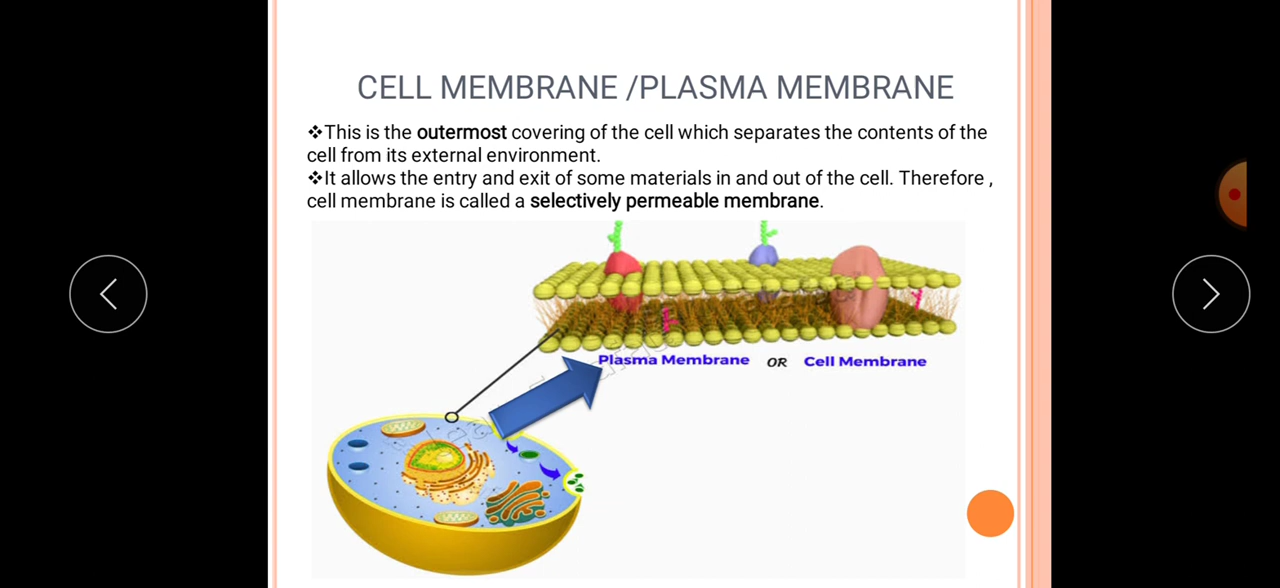 CELL MEMBRANE /PLASMA MEMBRANE
❖This is the outermost covering of the cell which separates the contents of the
cell from its external environment.
❖It allows the entry and exit of some materials in and out of the cell. Therefore ,
cell membrane is called a selectively permeable membrane.
Plasma Membrane OR Cell Membrane